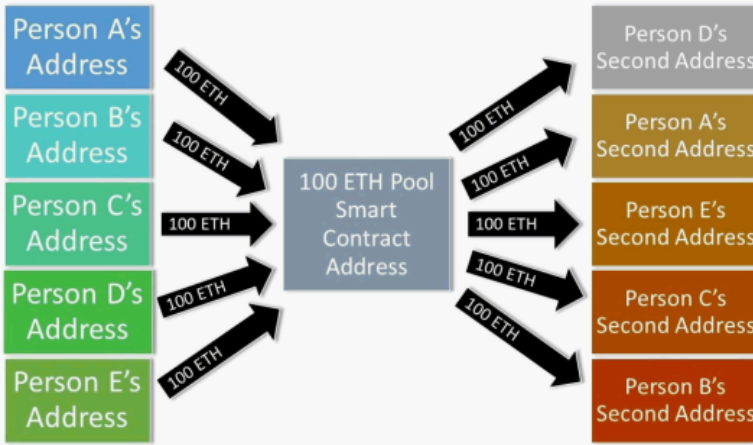 Person A's
Address
Person B's
Address
Person C's
Address
Person D's
Address
Person E's
Address
100 ETH
100 ETH
100 ETH
100 ETH
100 ETH
100 ETH Pool
Smart
Contract
Address
100 ETH
100 ETH
100 ETH
100 ETH
100 ETH
Person D's
Second Address
Person A's
Second Address
Person E's
Second Address
Person C's
Second Address
Person B's
Second Address